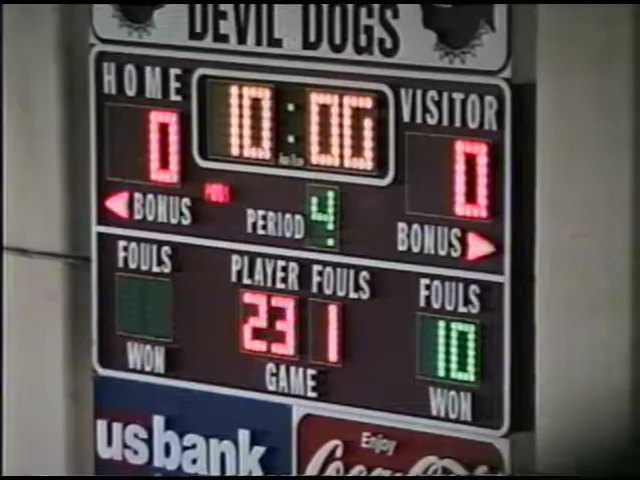 DEVIL DOGS
HOME 10:00 VISITOR
0 0
BONUS POSS PERIOD 4 BONUS
FOULS PLAYER FOULS FOULS
23 1 10
WON GAME WON
usbank Enjoy
Coca-Cola